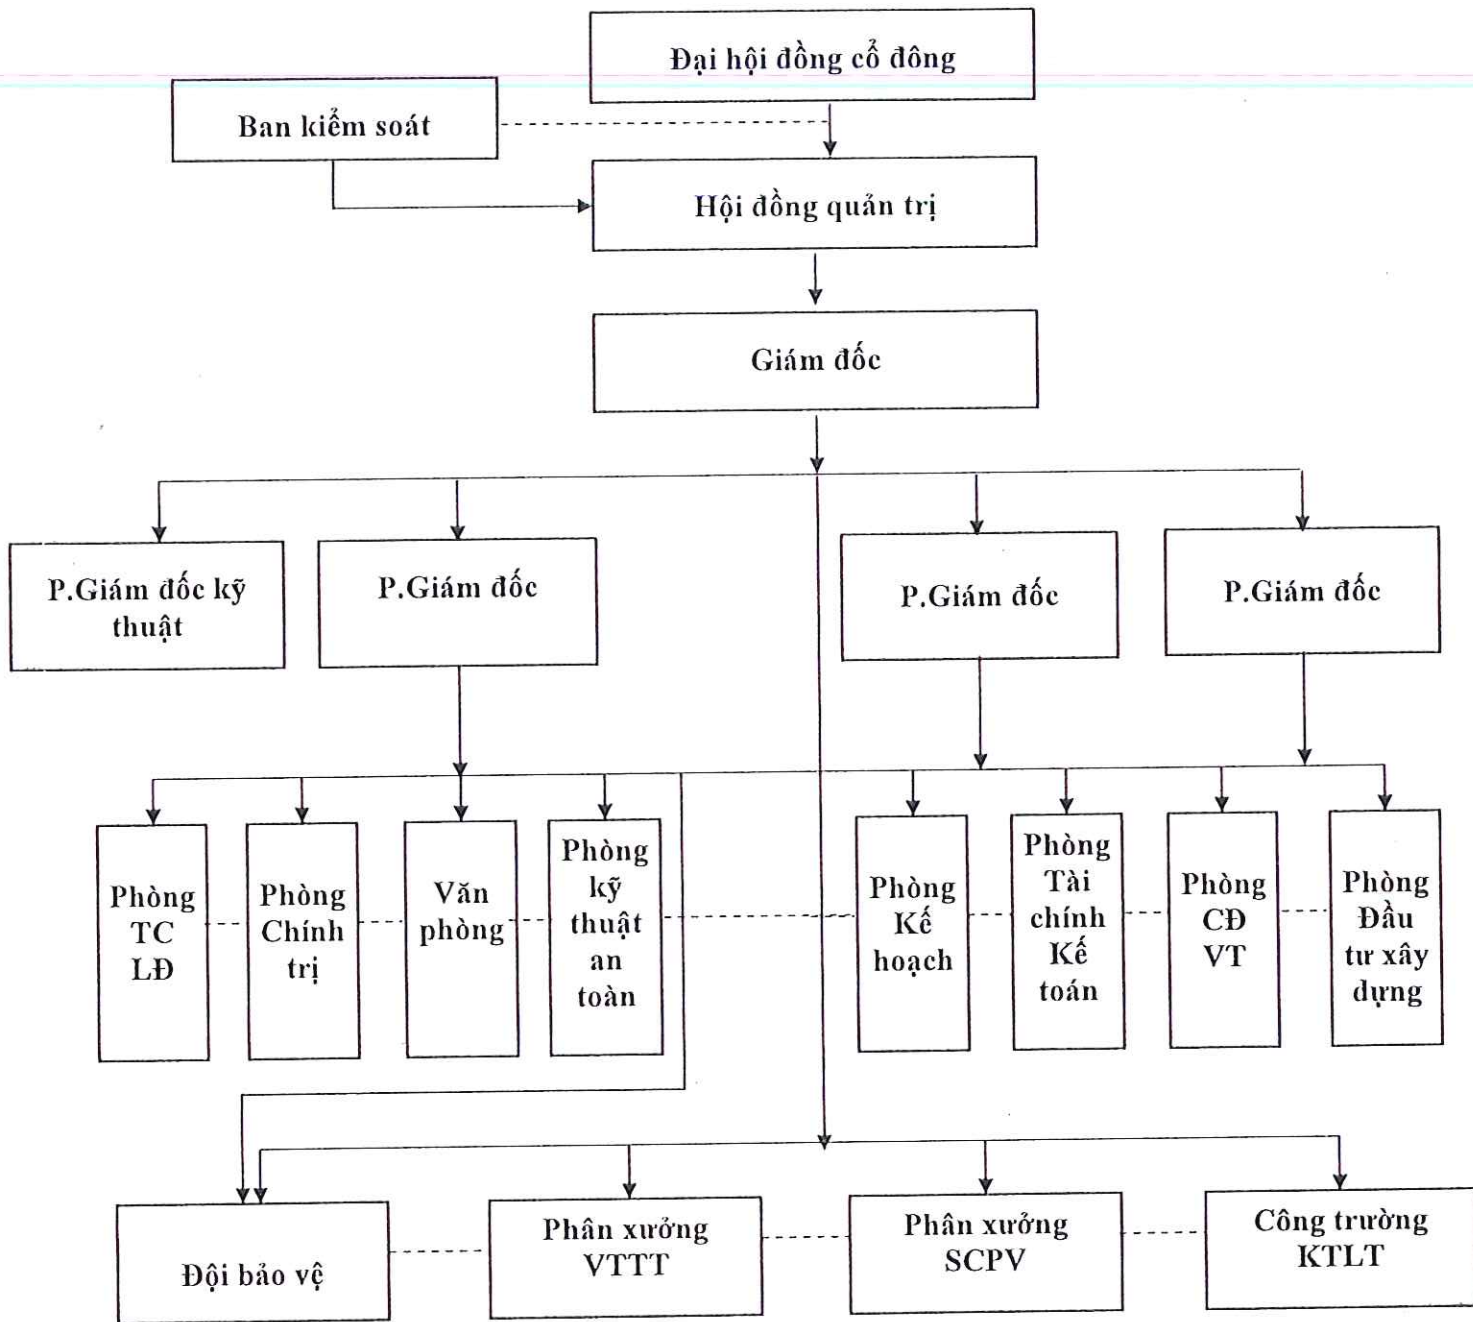 Đại hội đồng cổ đông
Ban kiểm soát
Hội đồng quản trị
Giám đốc
P.Giám đốc kỹ
thuật
P.Giám đốc
P.Giám đốc
P.Giám đốc
Phòng
TC
LĐ
Phòng
Chính
trị
Văn
phòng
Phòng
kỹ
thuật
an
toàn
Phòng
Kế
hoạch
Phòng
Tài
chính
Kế
toán
Phòng
CĐ
VT
Phòng
Đầu
tư xây
dựng
Đội bảo vệ
Phân xưởng
VTTT
Phân xưởng
SCPV
Công trường
KTLT